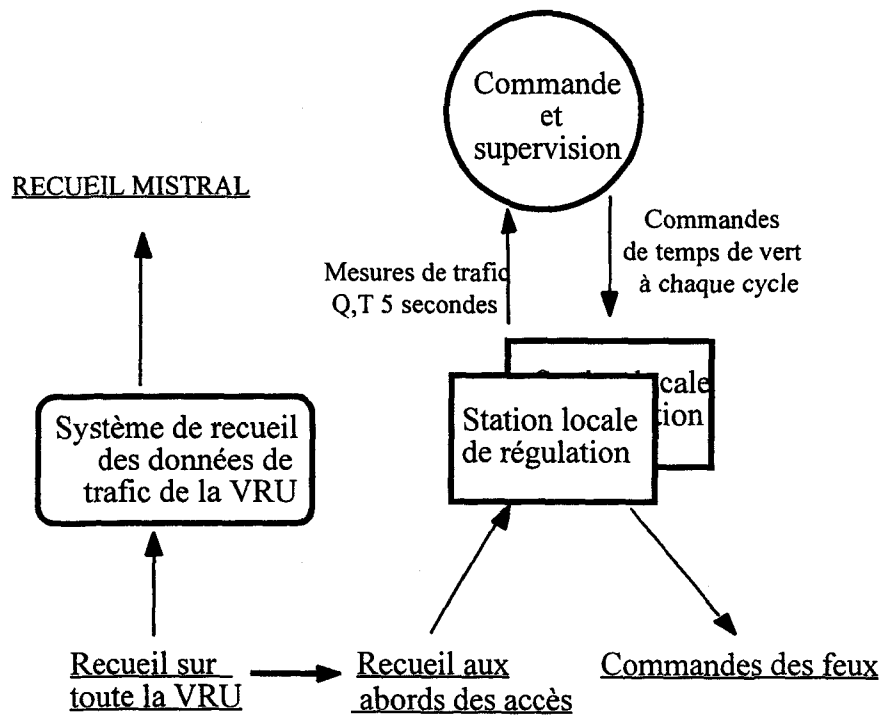 Commande
et
supervision
RECUEIL MISTRAL
Commandes
de temps de vert
à chaque cycle
Mesures de trafic
Q,T 5 secondes
Système de recueil
des données de
trafic de la VRU
Station locale
de régulation
Recueil sur
toute la VRU
Recueil aux
abords des accès
Commandes des feux